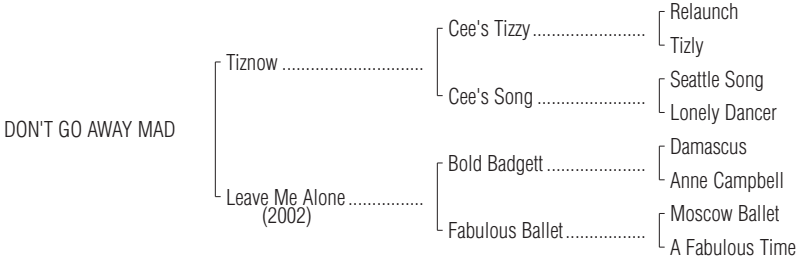 Relaunch
Cee's Tizzy........................
Tizly
Tiznow .............................
Seattle Song
Cee's Song .......................
Lonely Dancer
DON'T GO AWAY MAD
Damascus
Bold Badgett .....................
Anne Campbell
Leave Me Alone ................
(2002)
Moscow Ballet
Fabulous Ballet.................
A Fabulous Time